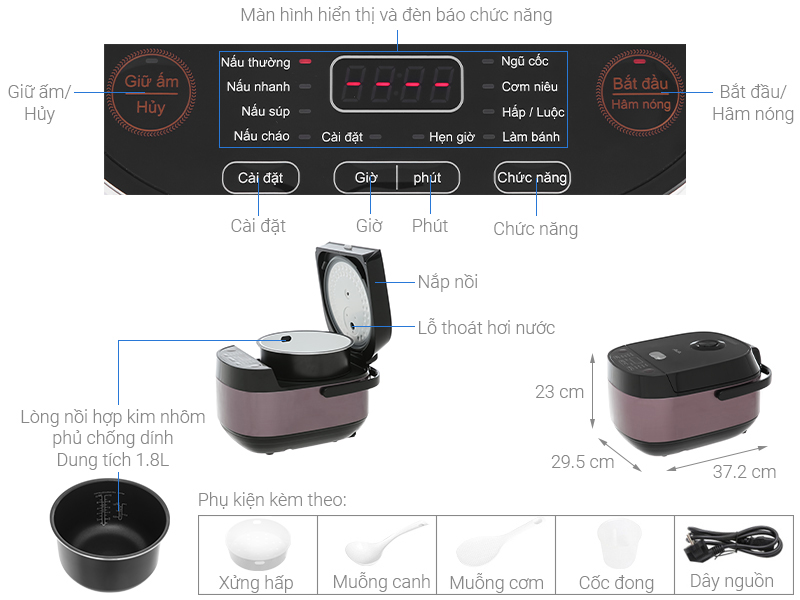 Màn hình hiển thị và đèn báo chức năng
Giữ ấm/
Hủy
Giữ ấm
Hủy
Nấu thường
Nấu nhanh
Nấu súp
Nấu cháo
Cài đặt
Hẹn giờ
Ngũ cốc
Cơm niêu
Hấp / Luộc
Làm bánh
Bắt đầu
Hâm nóng
Bắt đầu/
Hâm nóng
Cài đặt
Giờ
phút
Chức năng
Cài đặt
Giờ
Phút
Chức năng
Nắp nồi
Lỗ thoát hơi nước
Lòng nồi hợp kim nhôm
phủ chống dính
Dung tích 1.8L
23 cm
29.5 cm
37.2 cm
Phụ kiện kèm theo:
Xửng hấp
Muỗng canh
Muỗng cơm
Cốc đong
Dây nguồn